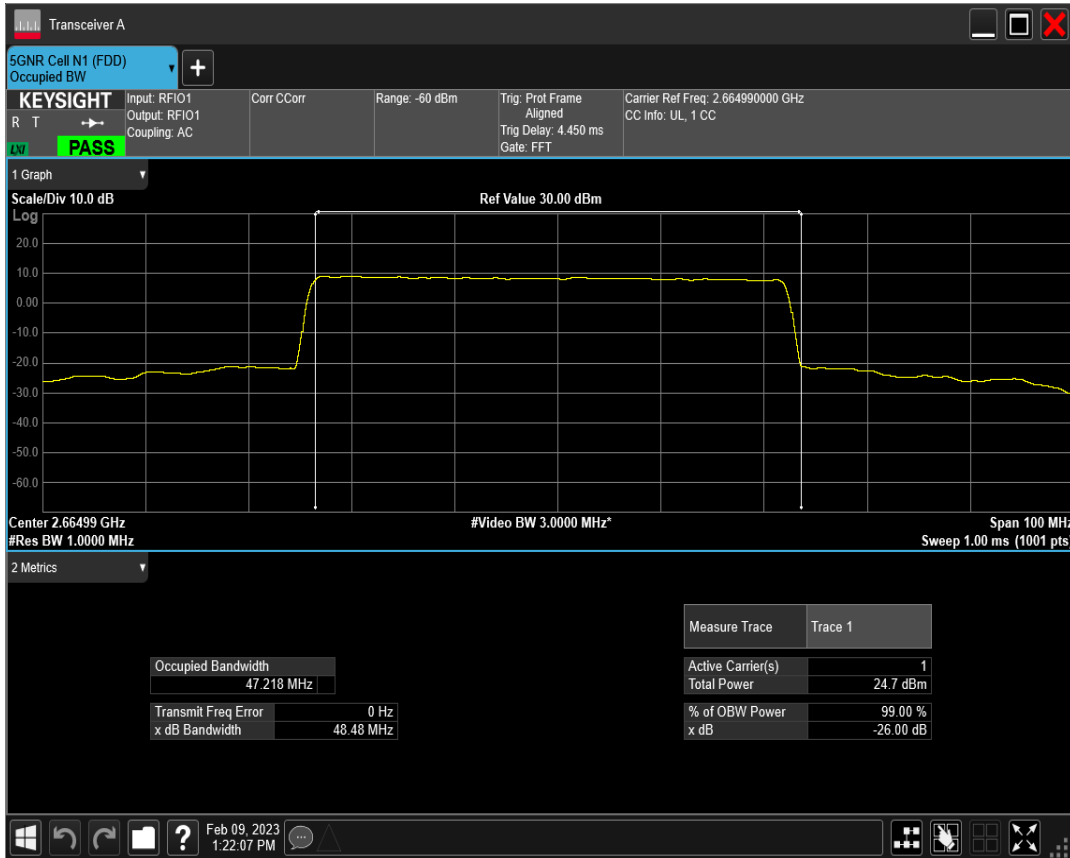 Transceiver A
5GNR Cell N1 (FDD)
Occupied BW
+
KEYSIGHT
R T
LXI
PASS
Input: RFIO1
Output: RFIO1
Coupling: AC
Corr CCorr
Range: -60 dBm
Trig: Prot Frame
Aligned
Trig Delay: 4.450 ms
Gate: FFT
Carrier Ref Freq: 2.664990000 GHz
CC Info: UL, 1 CC
1 Graph
Scale/Div 10.0 dB
Ref Value 30.00 dBm
Log
20.0
10.0
0.00
-10.0
-20.0
-30.0
-40.0
-50.0
-60.0
Center 2.66499 GHz
#Video BW 3.0000 MHz*
Span 100 MHz
#Res BW 1.0000 MHz
Sweep 1.00 ms (1001 pts)
2 Metrics
Measure Trace Trace 1
Occupied Bandwidth
47.218 MHz
Active Carrier(s) 1
Total Power 24.7 dBm
Transmit Freq Error 0 Hz
x dB Bandwidth 48.48 MHz
% of OBW Power 99.00 %
x dB -26.00 dB
?
Feb 09, 2023
1:22:07 PM